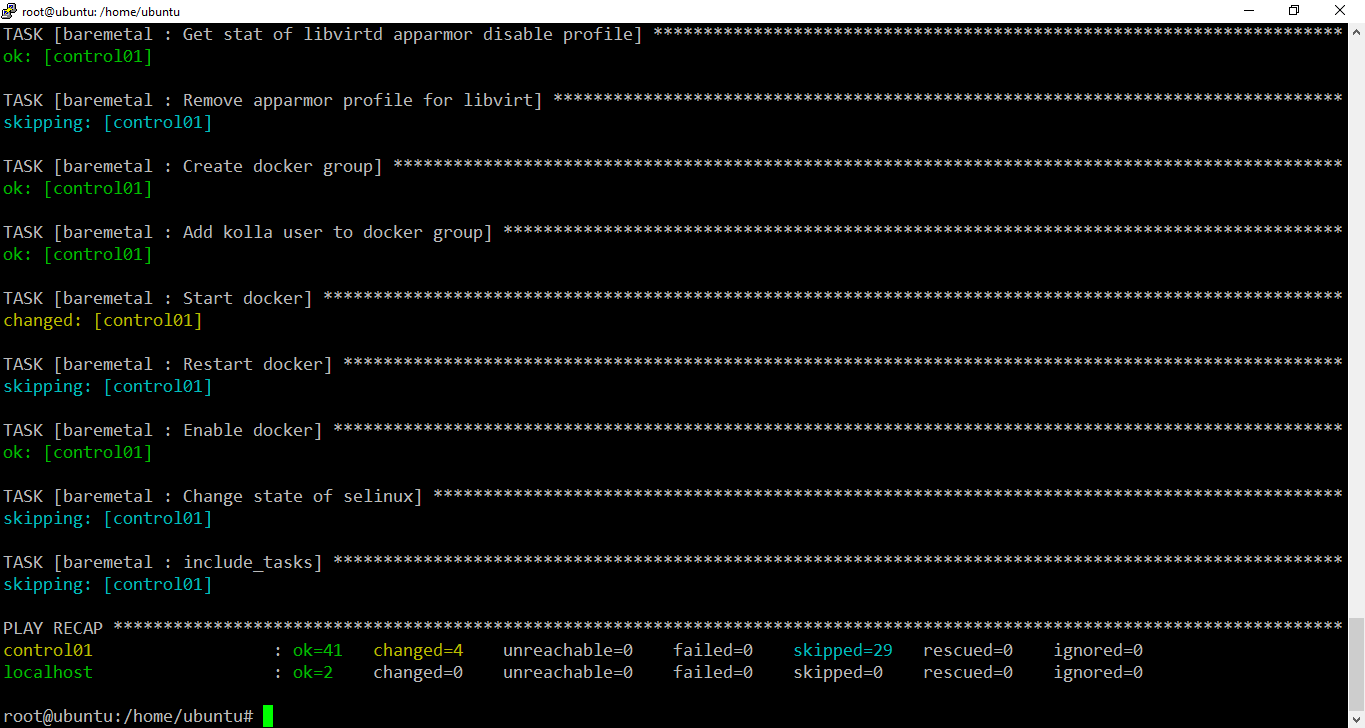 root@ubuntu: /home/ubuntu
TASK [baremetal : Get stat of libvirtd apparmor disable profile] *********************************************************************
ok: [control01]
TASK [baremetal : Remove apparmor profile for libvirt] *******************************************************************************
skipping: [control01]
TASK [baremetal : Create docker group] ***********************************************************************************************
ok: [control01]
TASK [baremetal : Add kolla user to docker group] ************************************************************************************
ok: [control01]
TASK [baremetal : Start docker] ******************************************************************************************************
changed: [control01]
TASK [baremetal : Restart docker] ****************************************************************************************************
skipping: [control01]
TASK [baremetal : Enable docker] *****************************************************************************************************
ok: [control01]
TASK [baremetal : Change state of selinux] *******************************************************************************************
skipping: [control01]
TASK [baremetal : include_tasks] *****************************************************************************************************
skipping: [control01]
PLAY RECAP ***************************************************************************************************************************
control01                  : ok=41   changed=4    unreachable=0    failed=0    skipped=29   rescued=0    ignored=0
localhost                  : ok=2    changed=0    unreachable=0    failed=0    skipped=0    rescued=0    ignored=0
root@ubuntu:/home/ubuntu#